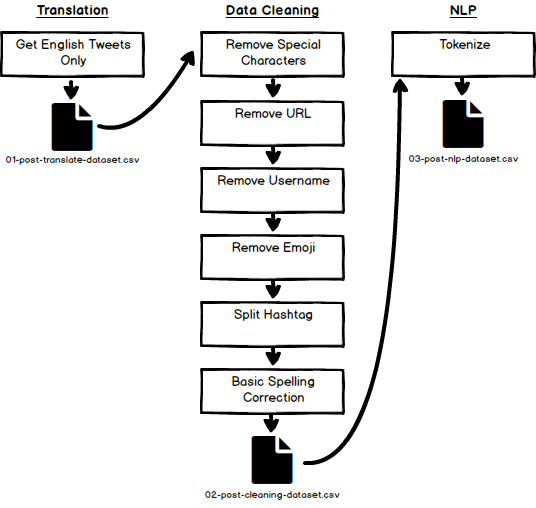 Translation
Get English Tweets
Only
01-post-translate-dataset.csv
Data Cleaning
Remove Special
Characters
Remove URL
Remove Username
Remove Emoji
Split Hashtag
Basic Spelling
Correction
02-post-cleaning-dataset.csv
NLP
Tokenize
03-post-nlp-dataset.csv